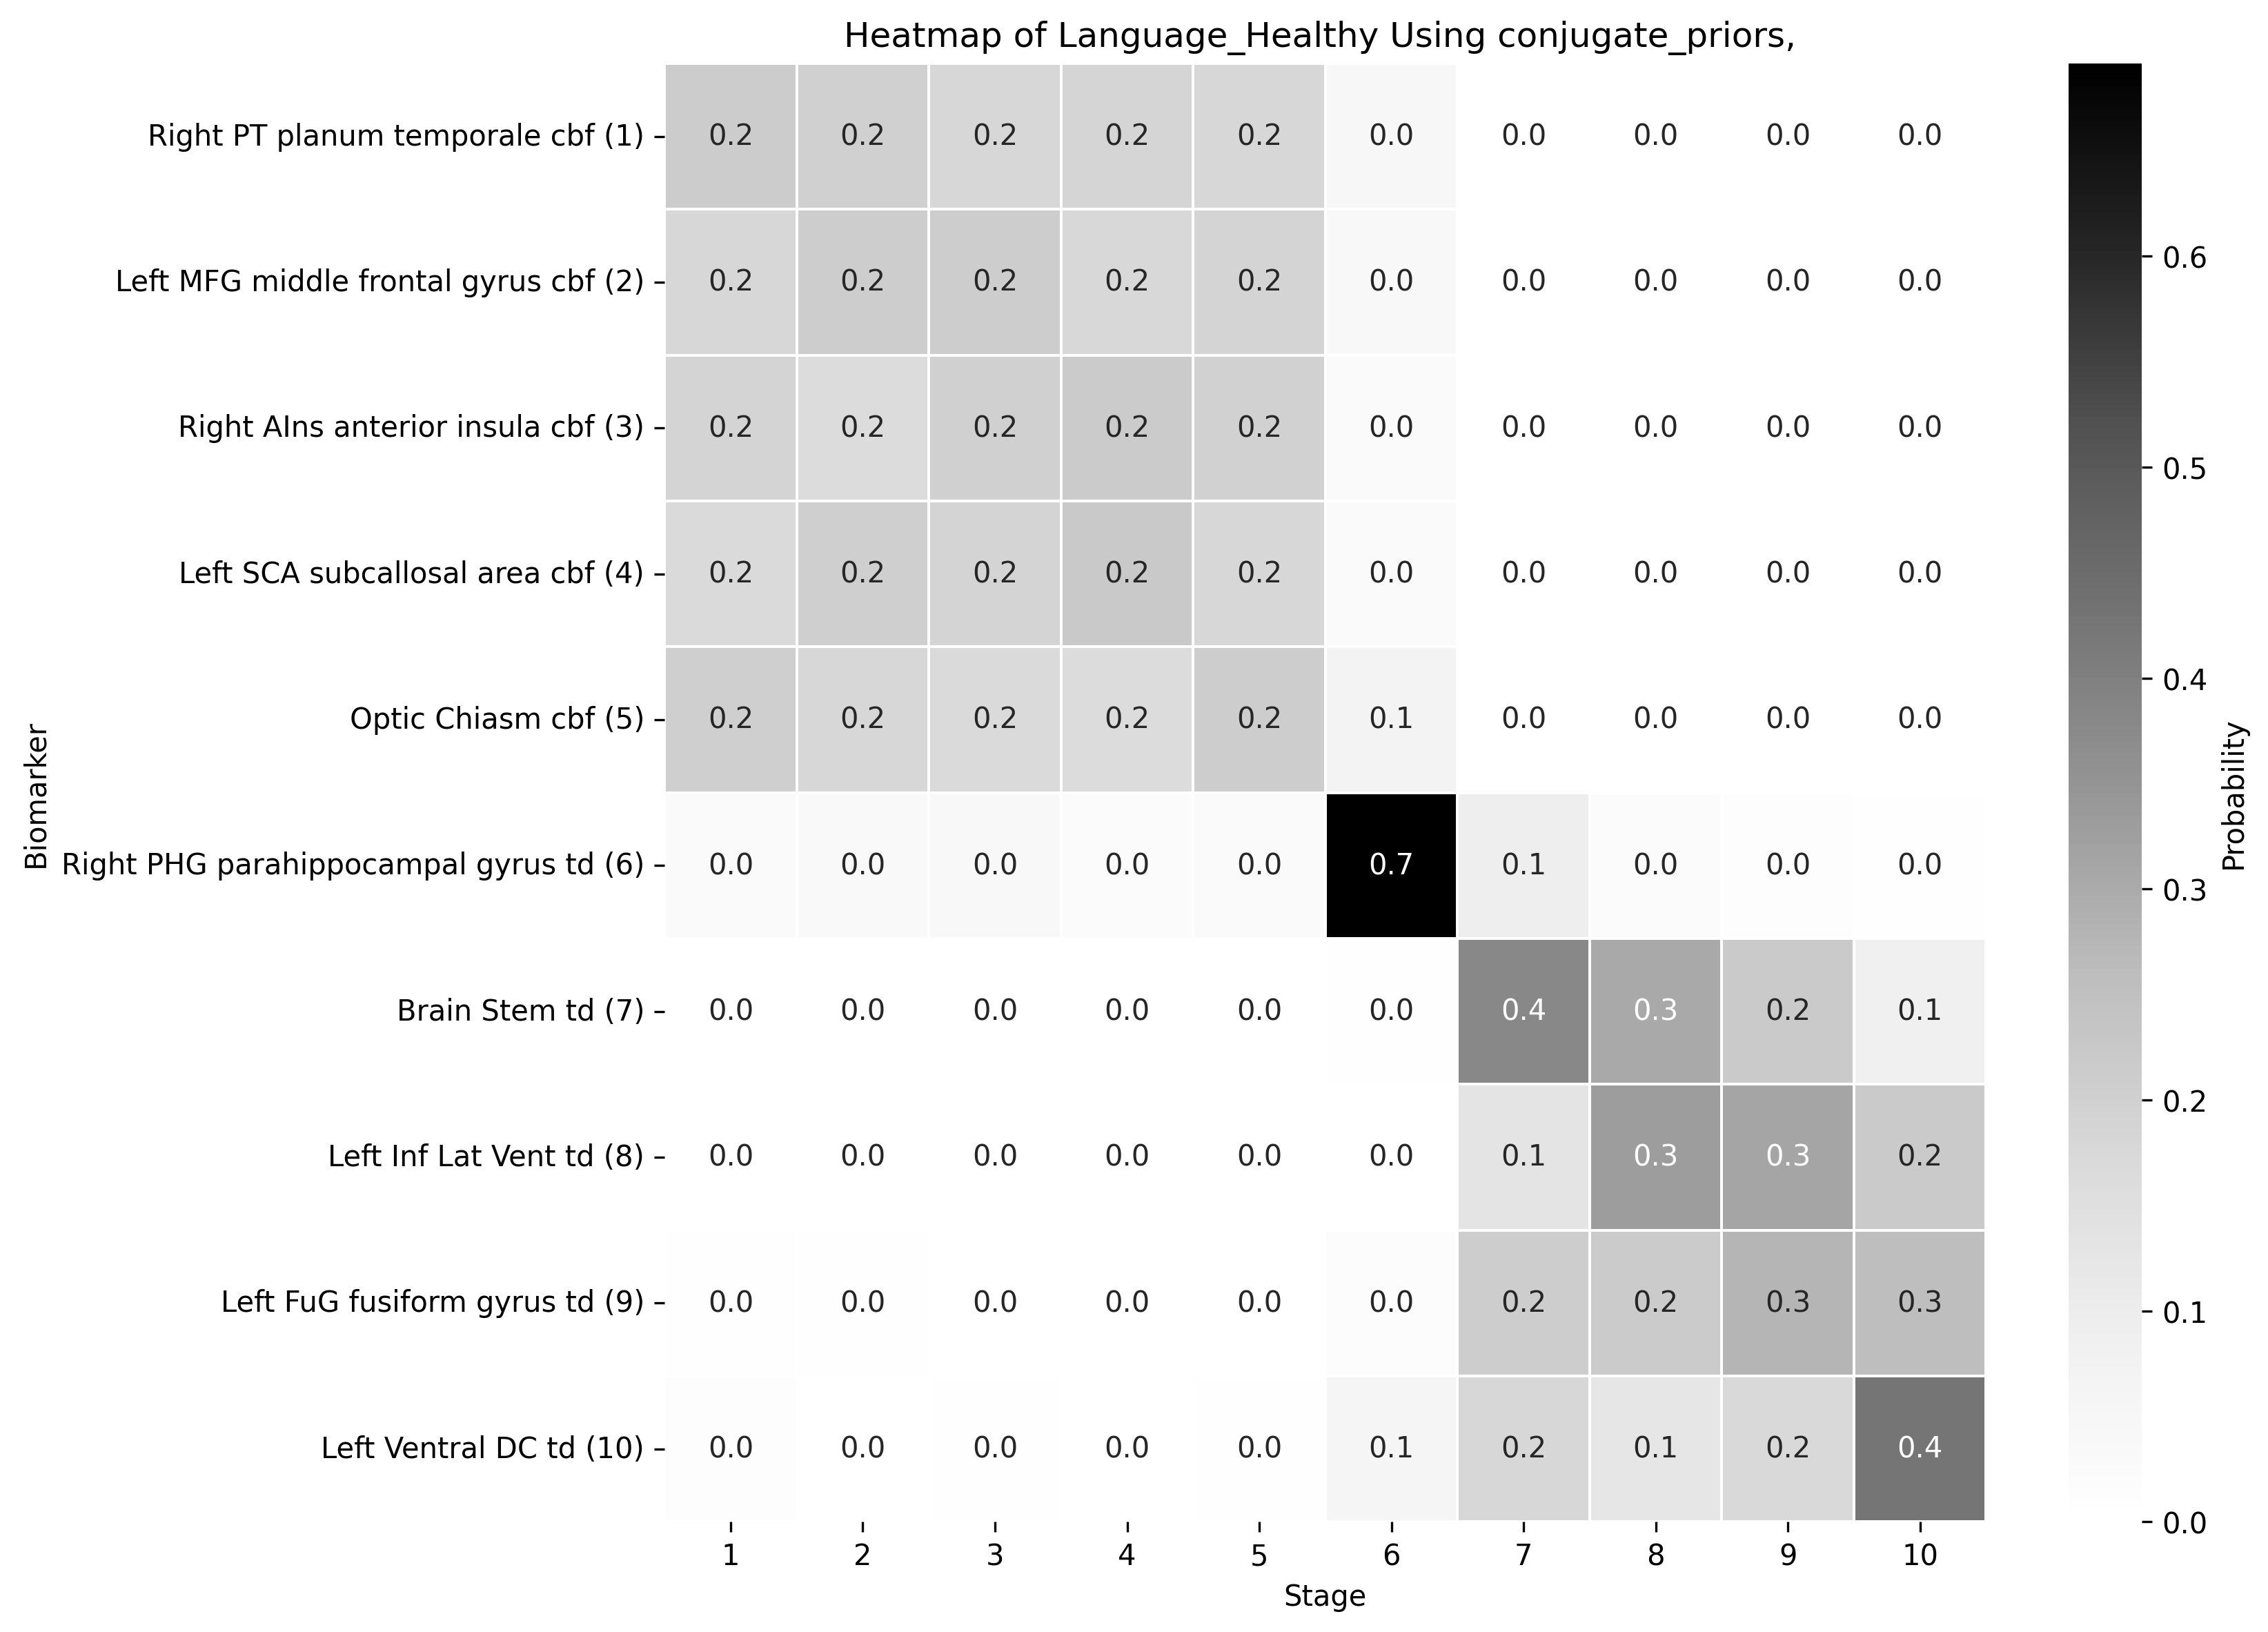 Heatmap of Language_Healthy Using conjugate_priors,
Biomarker
Right PT planum temporale cbf (1) 0.2 0.2 0.2 0.2 0.2 0.0 0.0 0.0 0.0 0.0
Left MFG middle frontal gyrus cbf (2) 0.2 0.2 0.2 0.2 0.2 0.0 0.0 0.0 0.0 0.0
Right AIns anterior insula cbf (3) 0.2 0.2 0.2 0.2 0.2 0.0 0.0 0.0 0.0 0.0
Left SCA subcallosal area cbf (4) 0.2 0.2 0.2 0.2 0.2 0.0 0.0 0.0 0.0 0.0
Optic Chiasm cbf (5) 0.2 0.2 0.2 0.2 0.2 0.1 0.0 0.0 0.0 0.0
Right PHG parahippocampal gyrus td (6) 0.0 0.0 0.0 0.0 0.0 0.7 0.1 0.0 0.0 0.0
Brain Stem td (7) 0.0 0.0 0.0 0.0 0.0 0.0 0.4 0.3 0.2 0.1
Left Inf Lat Vent td (8) 0.0 0.0 0.0 0.0 0.0 0.0 0.1 0.3 0.3 0.2
Left FuG fusiform gyrus td (9) 0.0 0.0 0.0 0.0 0.0 0.0 0.2 0.2 0.3 0.3
Left Ventral DC td (10) 0.0 0.0 0.0 0.0 0.0 0.1 0.2 0.1 0.2 0.4
1 2 3 4 5 6 7 8 9 10
Stage
0.6
0.5
0.4
0.3
0.2
0.1
0.0
Probability